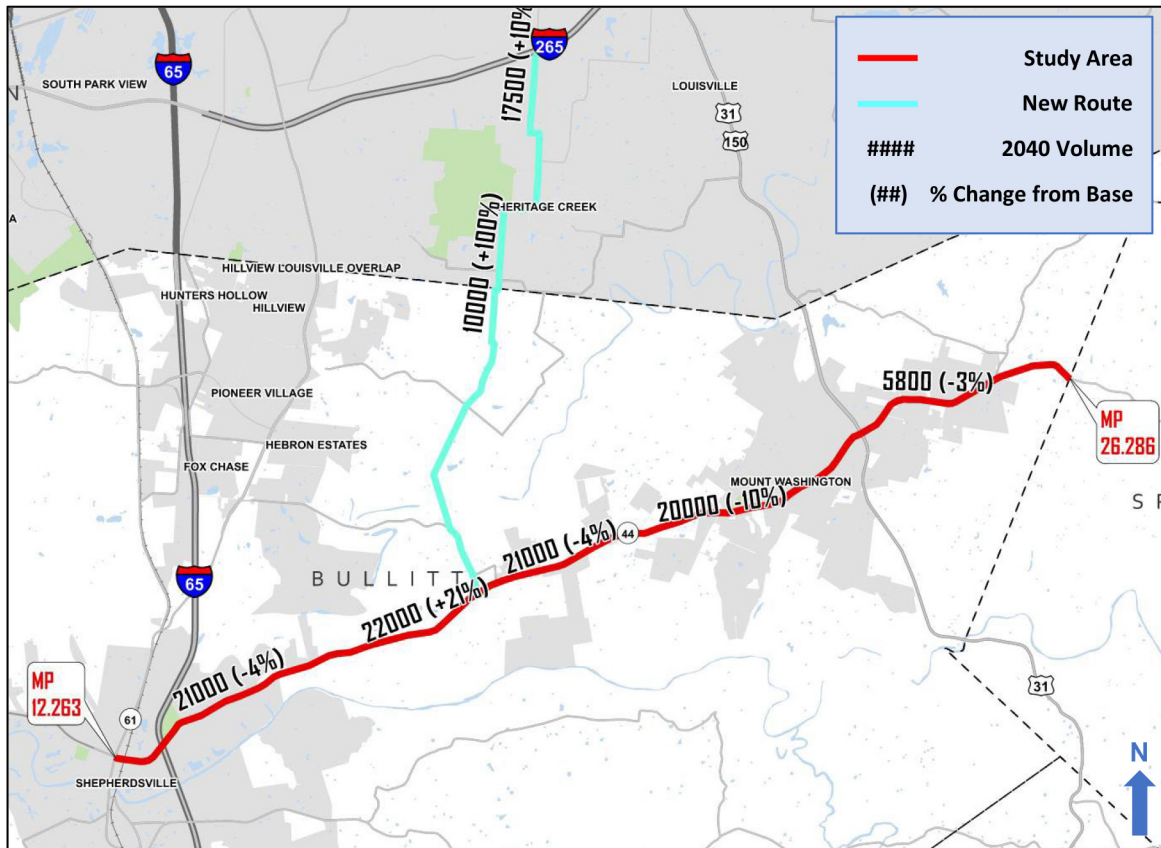 Study Area
New Route
#### 2040 Volume
(##) % Change from Base
17500 (+10%)
265
65
SOUTH PARK VIEW
LOUISVILLE
31
150
N
A
10000 (+100%)
HERITAGE CREEK
HILLVIEW LOUISVILLE OVERLAP
HUNTERS HOLLOW
HILLVIEW
PIONEER VILLAGE
HEBRON ESTATES
FOX CHASE
5800 (-3%)
MP
26.286
MOUNT WASHINGTON
20000 (-10%)
S P
44
21000 (-4%)
65
BULLITT
22000 (+21%)
21000 (-4%)
MP
12.263
61
SHEPHERDSVILLE
31
N